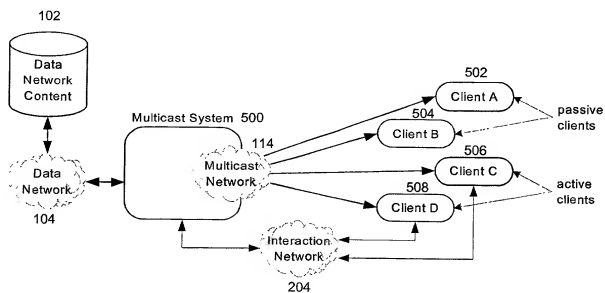 102
Data
Network
Content
Multicast System 500
114
Multicast
Network
Data
Network
104
502
Client A
504
Client B
passive
clients
506
Client C
508
Client D
active
clients
Interaction
Network
204